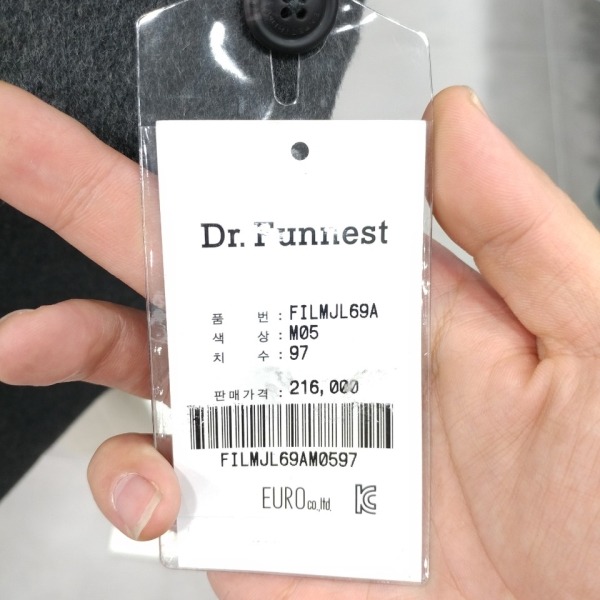 Dr. Funnest
품 번 : FILMJL69A
색 상 : M05
치 수 : 97
판매가격 : 216,000
FILMJL69AM0597
EURO co.,ltd.
KC